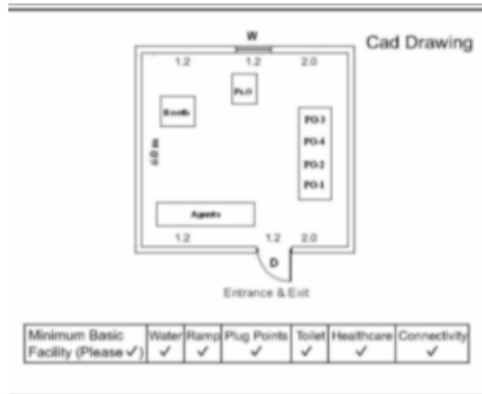 W
Cad Drawing
1.2 1.2 2.0
Pr.O
Booth
PO-3
PO-4
PO-2
PO-1
Agents
1.2 1.2 2.0
D
Entrance & Exit
Minimum Basic Facility (Please ✓) Water ✓ Ramp ✓ Plug Points ✓ Toilet ✓ Healthcare ✓ Connectivity ✓